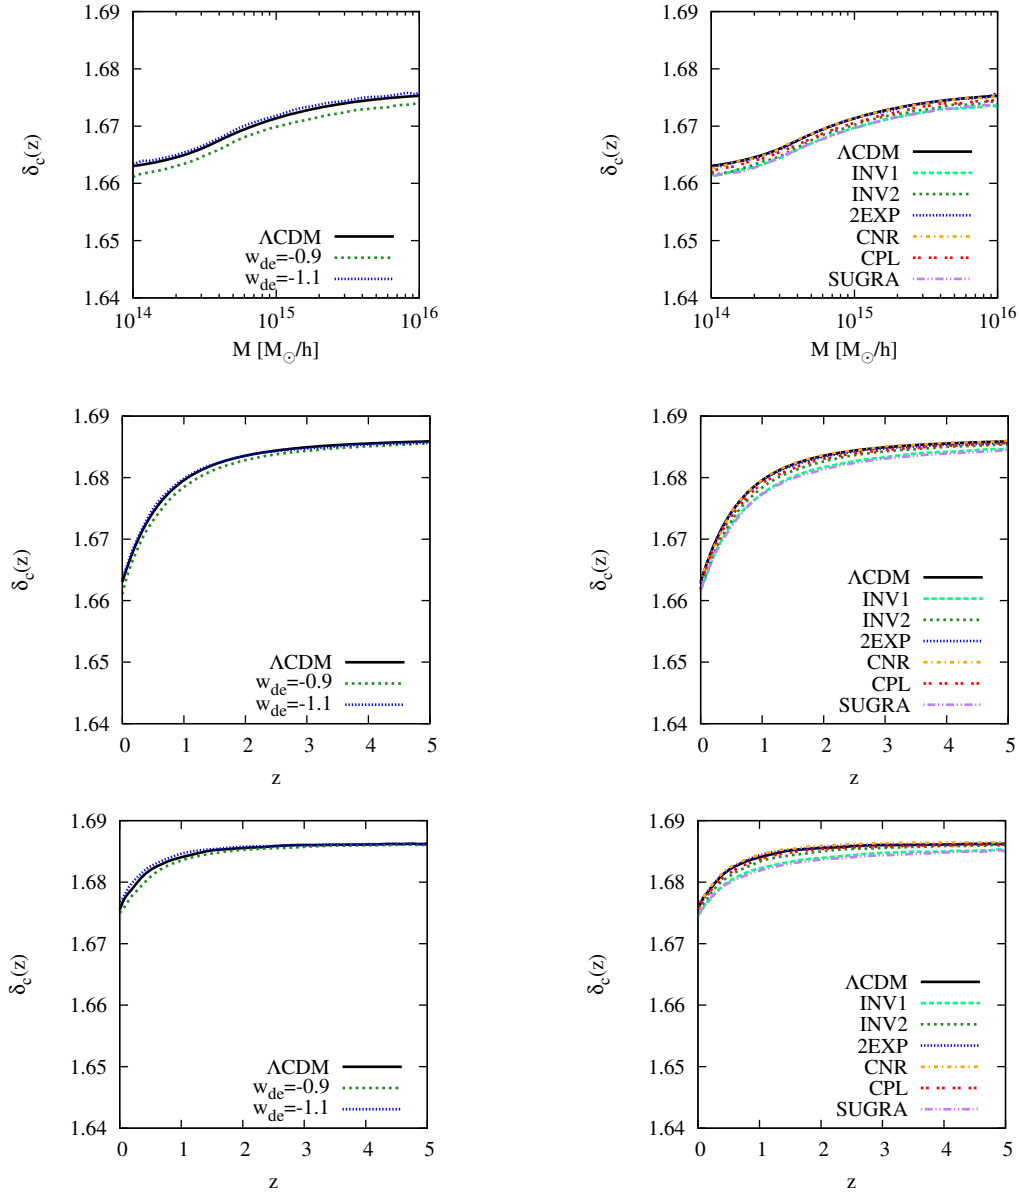 1.69
1.68
1.67
1.66
1.65
1.64
δc(z)
ΛCDM
wde=-0.9
wde=-1.1
10^14
10^15
10^16
M [M⊙/h]
1.69
1.68
1.67
1.66
1.65
1.64
δc(z)
ΛCDM
INV1
INV2
2EXP
CNR
CPL
SUGRA
10^14
10^15
10^16
M [M⊙/h]
1.69
1.68
1.67
1.66
1.65
1.64
δc(z)
ΛCDM
wde=-0.9
wde=-1.1
0 1 2 3 4 5
z
1.69
1.68
1.67
1.66
1.65
1.64
δc(z)
ΛCDM
INV1
INV2
2EXP
CNR
CPL
SUGRA
0 1 2 3 4 5
z
1.69
1.68
1.67
1.66
1.65
1.64
δc(z)
ΛCDM
wde=-0.9
wde=-1.1
0 1 2 3 4 5
z
1.69
1.68
1.67
1.66
1.65
1.64
δc(z)
ΛCDM
INV1
INV2
2EXP
CNR
CPL
SUGRA
0 1 2 3 4 5
z